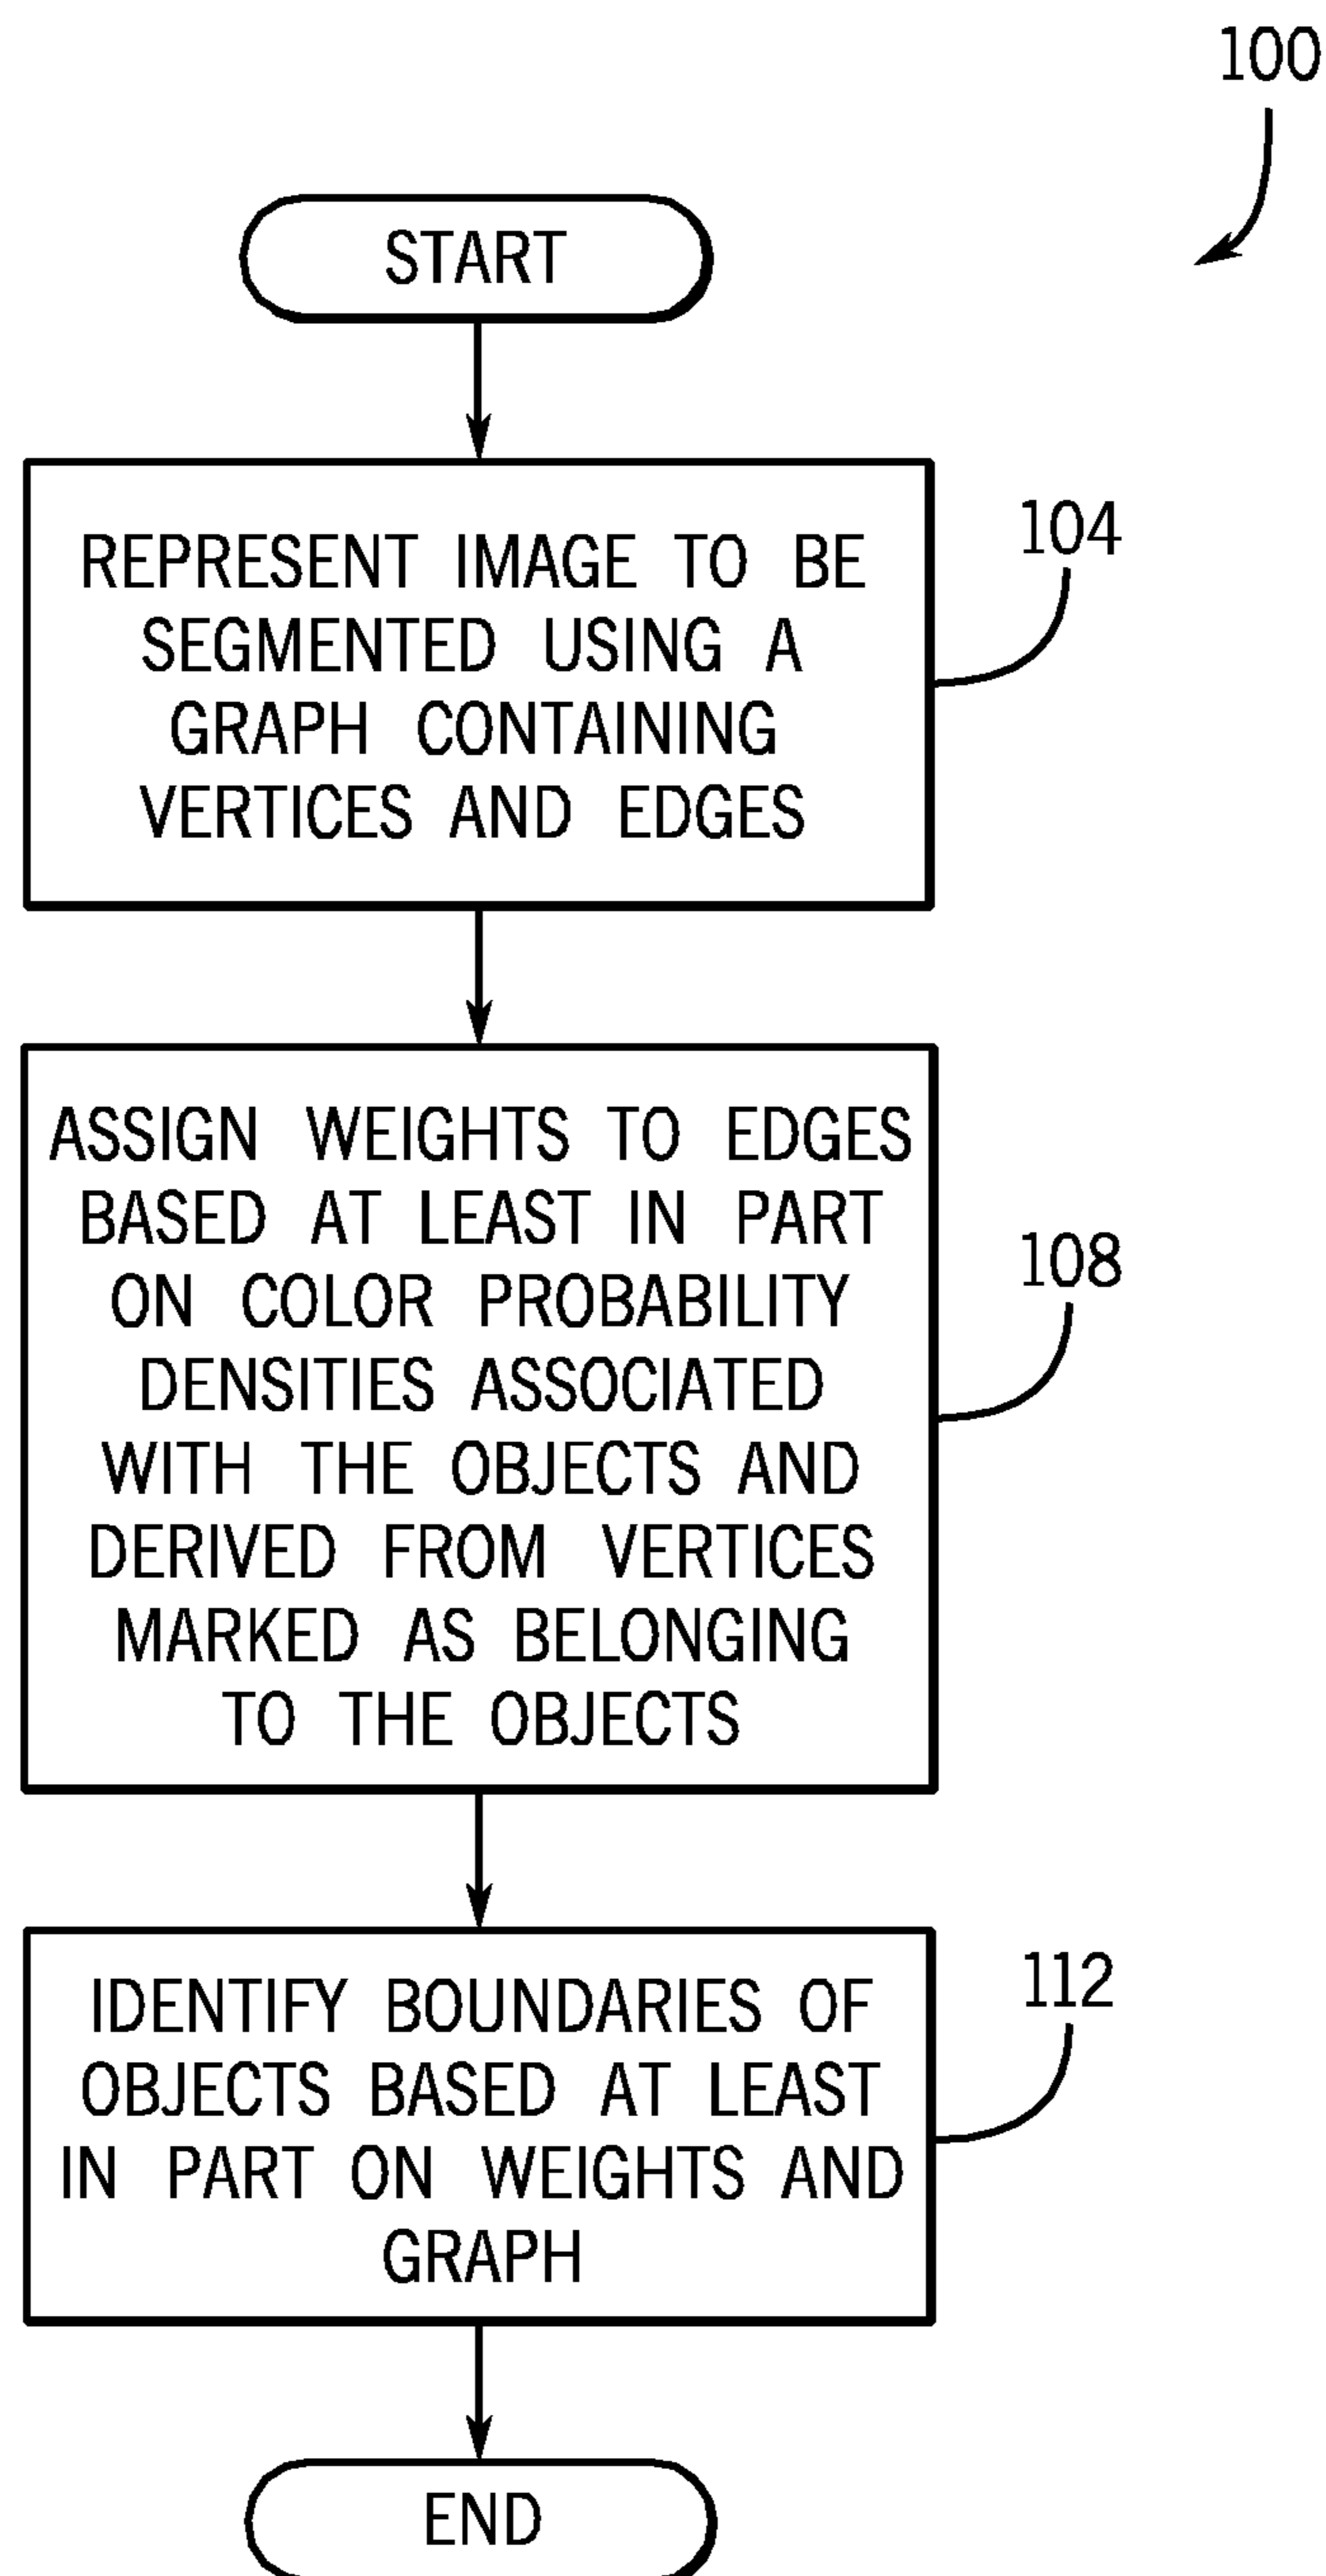 100
START
REPRESENT IMAGE TO BE
SEGMENTED USING A
GRAPH CONTAINING
VERTICES AND EDGES
104
ASSIGN WEIGHTS TO EDGES
BASED AT LEAST IN PART
ON COLOR PROBABILITY
DENSITIES ASSOCIATED
WITH THE OBJECTS AND
DERIVED FROM VERTICES
MARKED AS BELONGING
TO THE OBJECTS
108
IDENTIFY BOUNDARIES OF
OBJECTS BASED AT LEAST
IN PART ON WEIGHTS AND
GRAPH
112
END